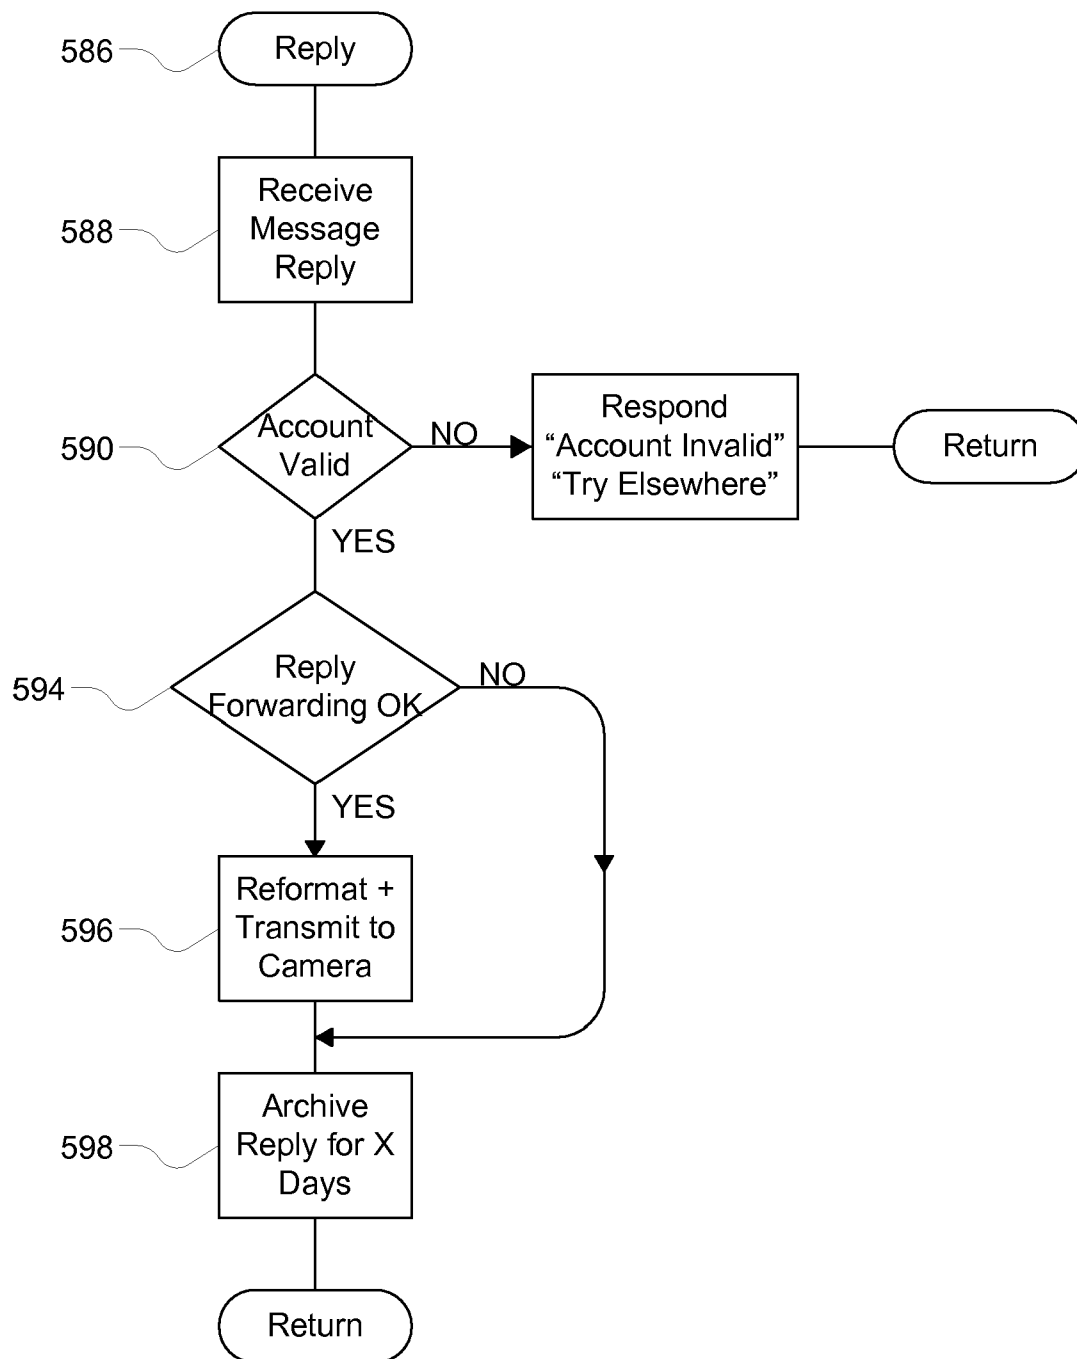 586
Reply
588
Receive
Message
Reply
590
Account
Valid
NO
Respond
“Account Invalid”
“Try Elsewhere”
Return
YES
594
Reply
Forwarding OK
NO
YES
596
Reformat +
Transmit to
Camera
598
Archive
Reply for X
Days
Return